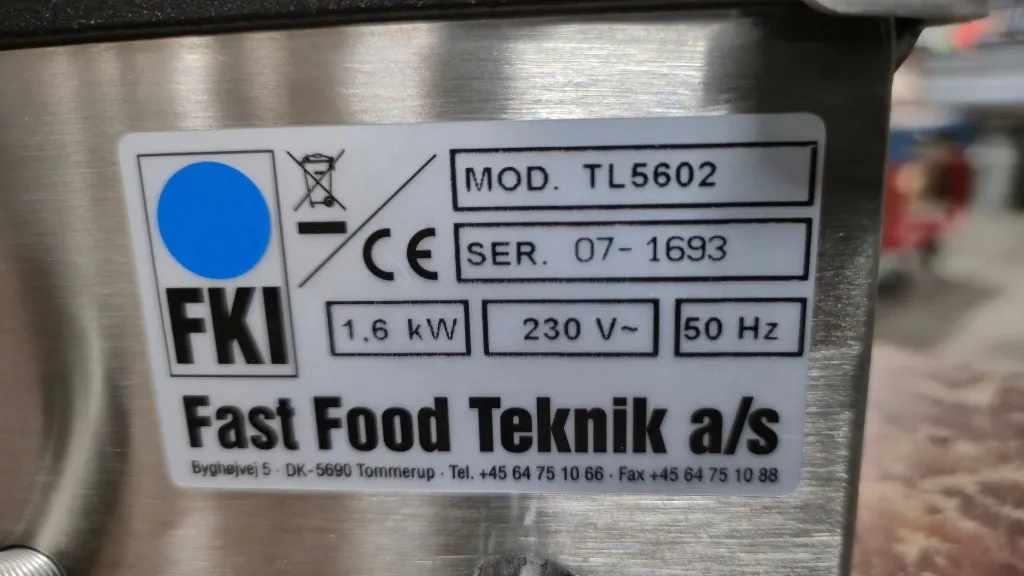 FKI
CE
MOD. TL5602
SER. 07-1693
1,6 kW 230 V~ 50 Hz
Fast Food Teknik a/s
Byghøjvej 5 · DK-5690 Tommerup · Tel. +45 64 75 10 66 · Fax +45 64 75 10 88